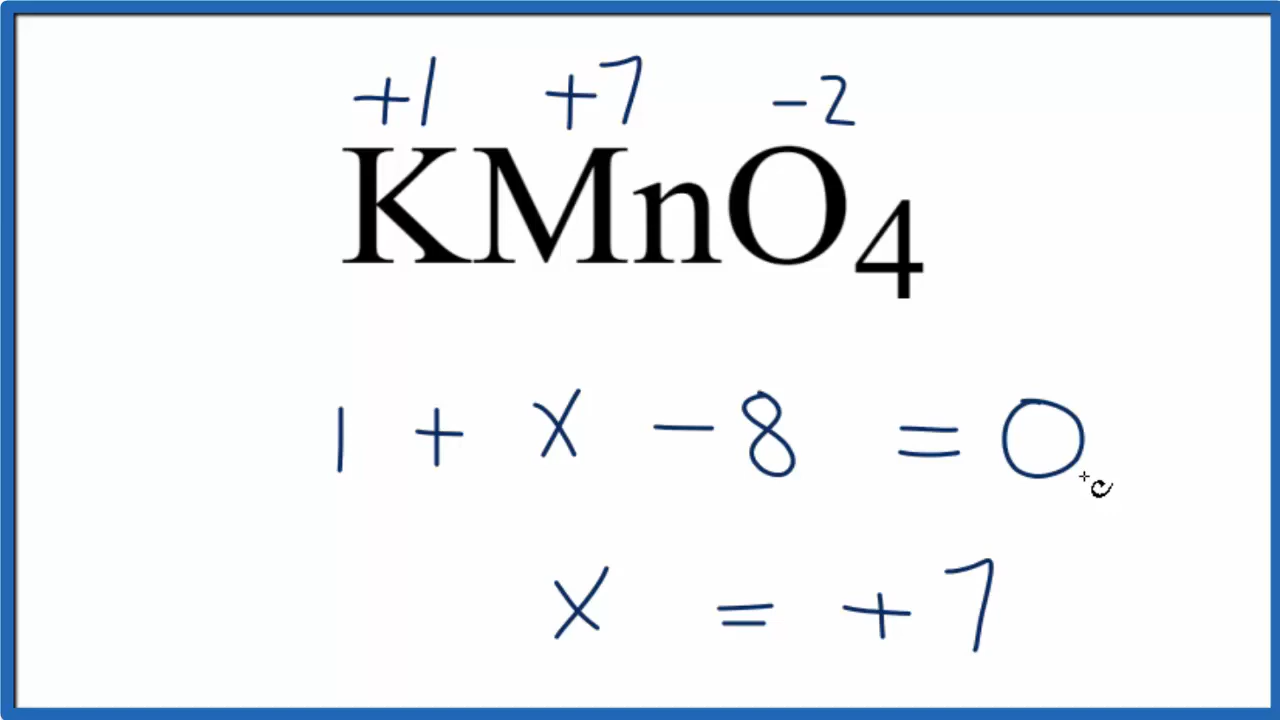 +1 +7 -2
KMnO₄
1 + x - 8 = 0
x = +7